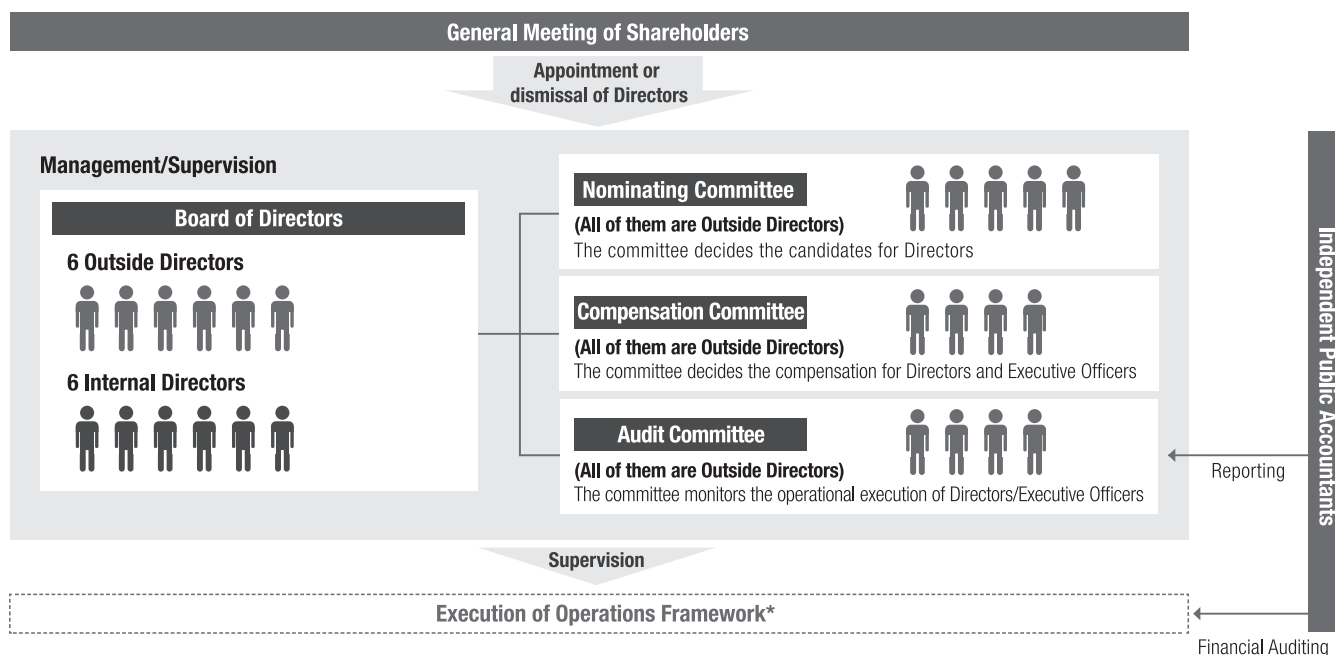 General Meeting of Shareholders
Appointment or
dismissal of Directors
Management/Supervision
Board of Directors
6 Outside Directors
6 Internal Directors
Nominating Committee
(All of them are Outside Directors)
The committee decides the candidates for Directors
Compensation Committee
(All of them are Outside Directors)
The committee decides the compensation for Directors and Executive Officers
Audit Committee
(All of them are Outside Directors)
The committee monitors the operational execution of Directors/Executive Officers
Independent Public Accountants
Reporting
Supervision
Execution of Operations Framework*
Financial Auditing